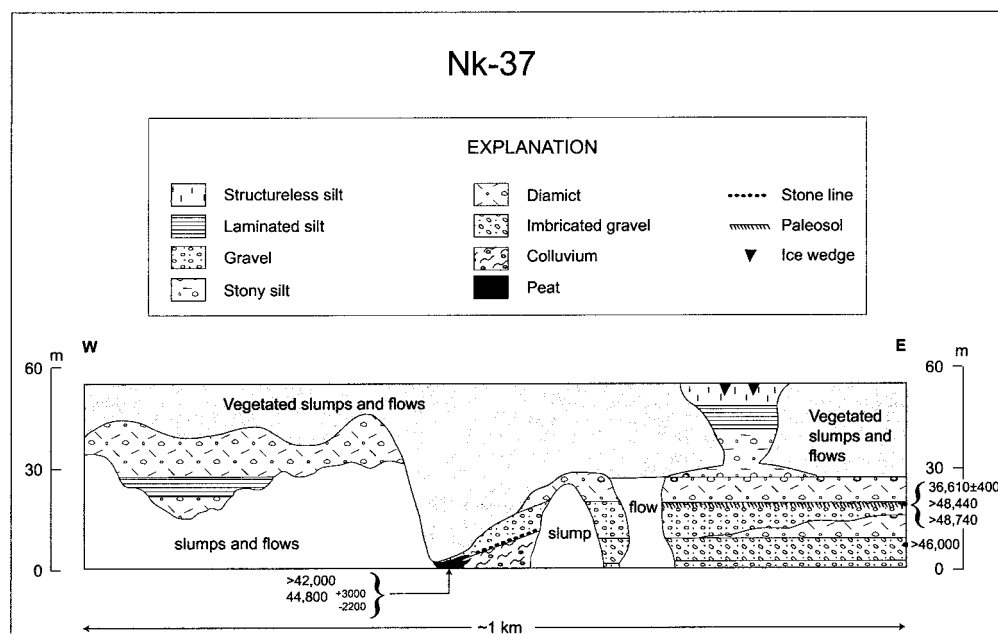 Nk-37
EXPLANATION
Structureless silt
Laminated silt
Gravel
Stony silt
Diamict
Imbricated gravel
Colluvium
Peat
Stone line
Paleosol
Ice wedge
W
E
m
60
30
0
60
m
30
0
m
Vegetated slumps and flows
Vegetated
slumps and
flows
slumps and flows
slump
flow
36,610±400
>48,440
>48,740
>46,000
>42,000
44,800 +3000
-2200
~1 km